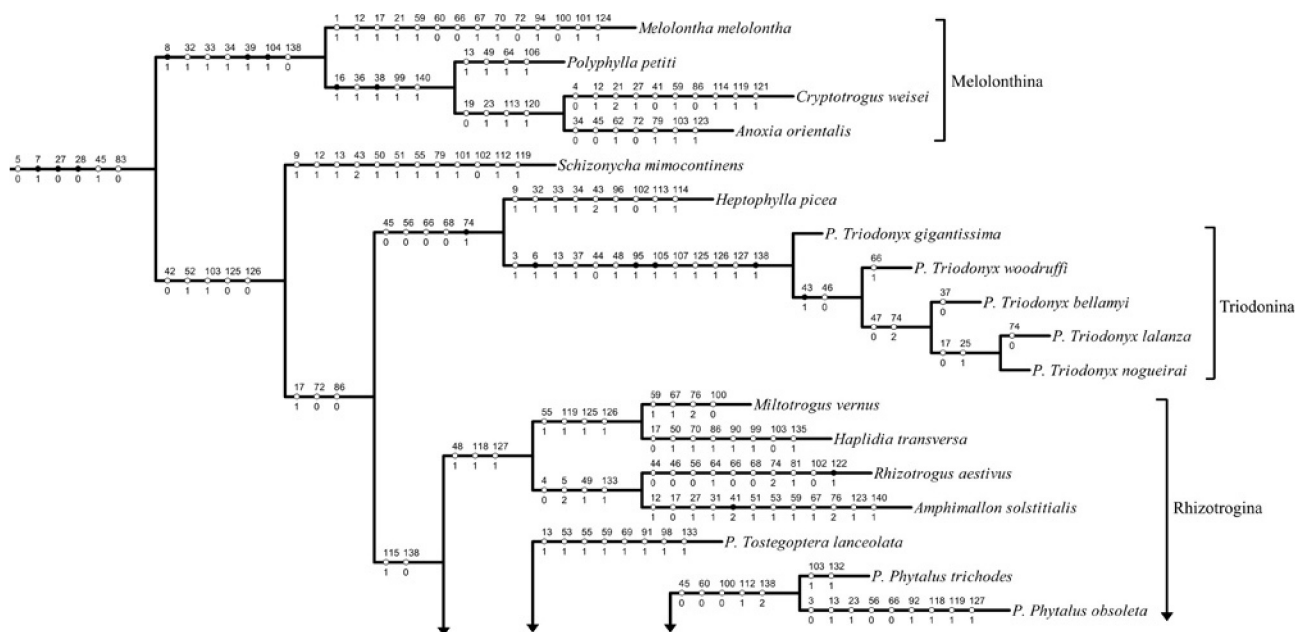 1 12 17 21 59 60 66 67 70 72 94 100 101 124
1 1 1 1 1 0 0 1 1 0 1 0 1 1
Melolontha melolontha
8 32 33 34 39 104 138
1 1 1 1 1 1 0
13 49 64 106
1 1 1 1
Polyphylla petiti
16 36 38 99 140
1 1 1 1 1
Melolonthina
4 12 21 27 41 59 86 114 119 121
0 1 2 1 0 1 0 1 1 1
Cryptotrogus weisei
19 23 113 120
0 1 1 1
34 45 62 72 79 103 123
0 0 1 0 1 1 1
Anoxia orientalis
5 7 27 28 45 83
0 1 0 0 1 0
9 12 13 43 50 51 55 79 101 102 112 119
1 1 1 2 1 1 1 1 1 0 1 1
Schizonycha mimocontinens
9 32 33 34 43 96 102 113 114
1 1 1 1 2 1 0 1 1
Heptophylla picea
45 56 66 68 74
0 0 0 0 1
P. Triodonyx gigantissima
3 6 13 37 44 48 95 105 107 125 126 127 138
1 1 1 1 0 1 1 1 1 1 1 1 1
66
1
P. Triodonyx woodruffi
42 52 103 125 126
0 1 1 0 0
43 46
1 0
37
0
P. Triodonyx bellamyi
Triodonina
47 74
0 2
74
0
P. Triodonyx lalanza
17 25
0 1
P. Triodonyx nogueirai
17 72 86
1 0 0
59 67 76 100
1 1 2 0
Miltotrogus vernus
55 119 125 126
1 1 1 1
17 50 70 86 90 99 103 135
0 1 1 1 1 1 0 1
Haplidia transversa
48 118 127
1 1 1
44 46 56 64 66 68 74 81 102 122
0 0 0 1 0 0 2 1 0 1
Rhizotrogus aestivus
4 5 49 133
0 2 1 1
12 17 27 31 41 51 53 59 67 76 123 140
1 0 1 1 2 1 1 1 1 2 1 1
Amphimallon solstitialis
Rhizotrogina
13 53 55 59 69 91 98 133
1 1 1 1 1 1 1 1
P. Tostegoptera lanceolata
115 138
1 0
103 132
1 1
P. Phytalus trichodes
45 60 100 112 138
0 0 0 1 2
3 13 23 56 66 92 118 119 127
0 1 1 0 0 1 1 1 1
P. Phytalus obsoleta